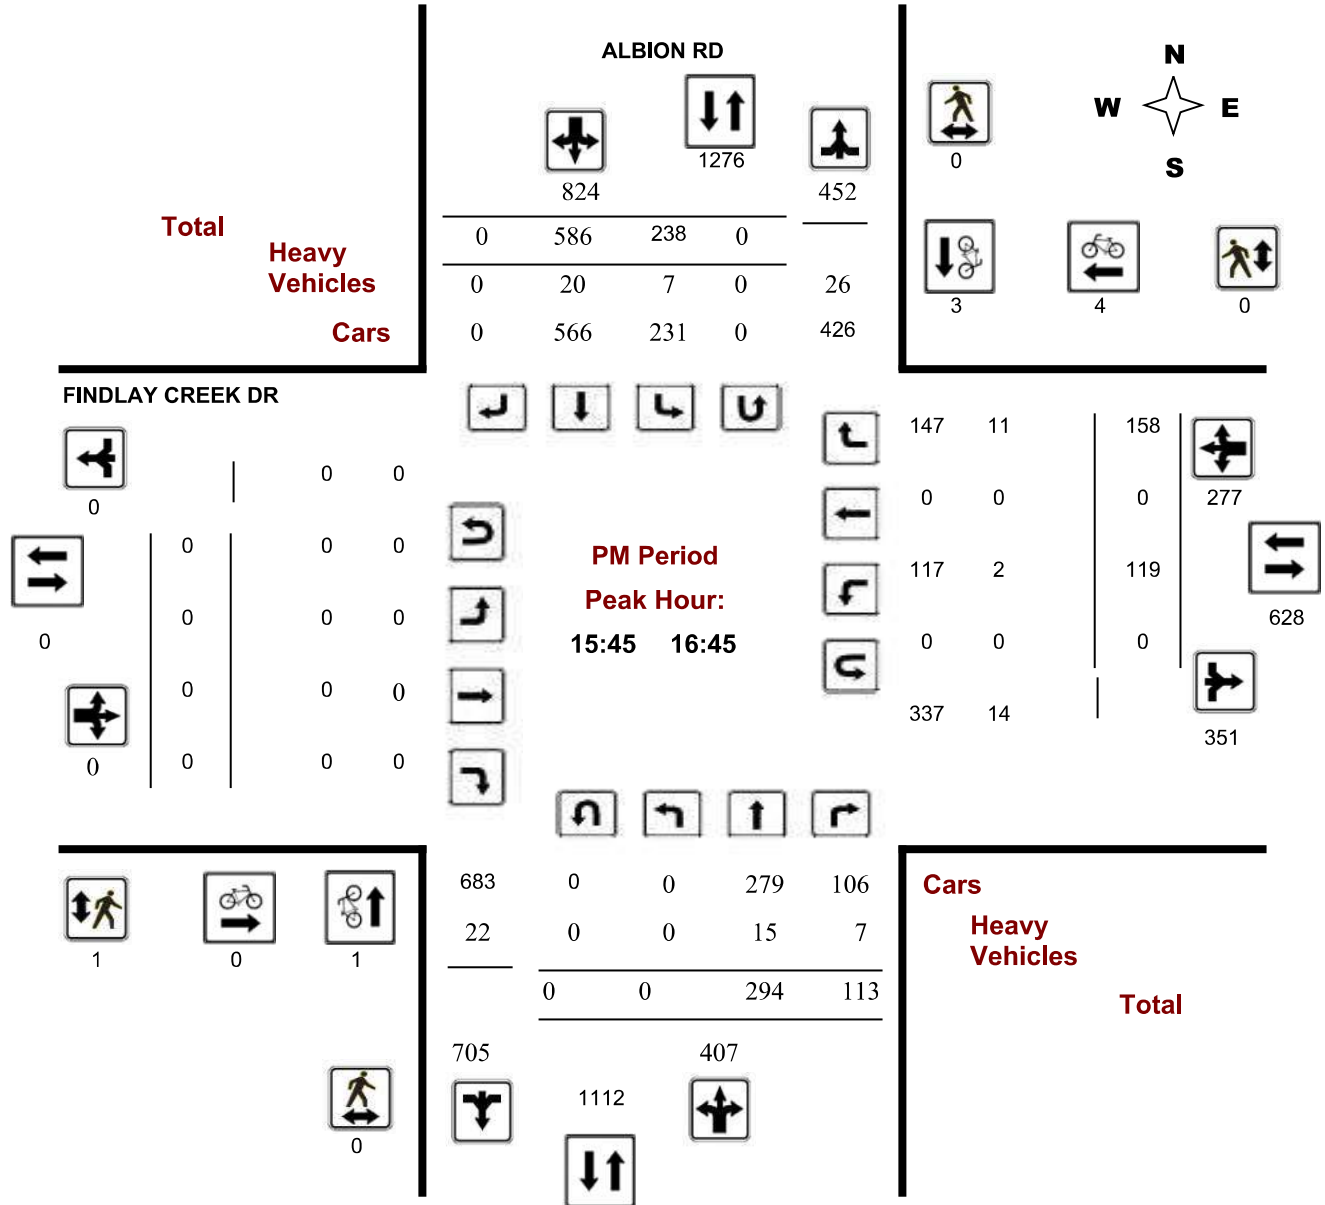 ALBION RD
N
W E
S
1276
0
824 452
Total
0 586 238 0
Heavy
Vehicles
0 20 7 0 26
3 4 0
Cars
0 566 231 0 426
FINDLAY CREEK DR
147 11 158
0 0
0
0 0 0 277
0 0 0
PM Period
117 2 119
Peak Hour:
0 0 0
628
0
15:45 16:45
0 0 0
0 0 0
337 14
351
0
0 0 0
683 0 0 279 106
Cars
22 0 0 15 7
Heavy
Vehicles
1 0 1
0 0 294 113
Total
705 407
1112
0